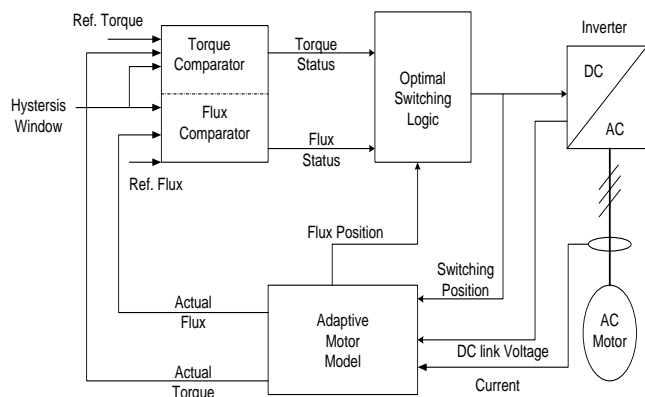 Ref. Torque
Torque
Comparator
Torque
Status
Optimal
Switching
Logic
Inverter
DC
AC
Hystersis
Window
Flux
Comparator
Flux
Status
Ref. Flux
Flux Position
Switching
Position
Actual
Flux
Adaptive
Motor
Model
DC link Voltage
AC
Motor
Actual
Torque
Current